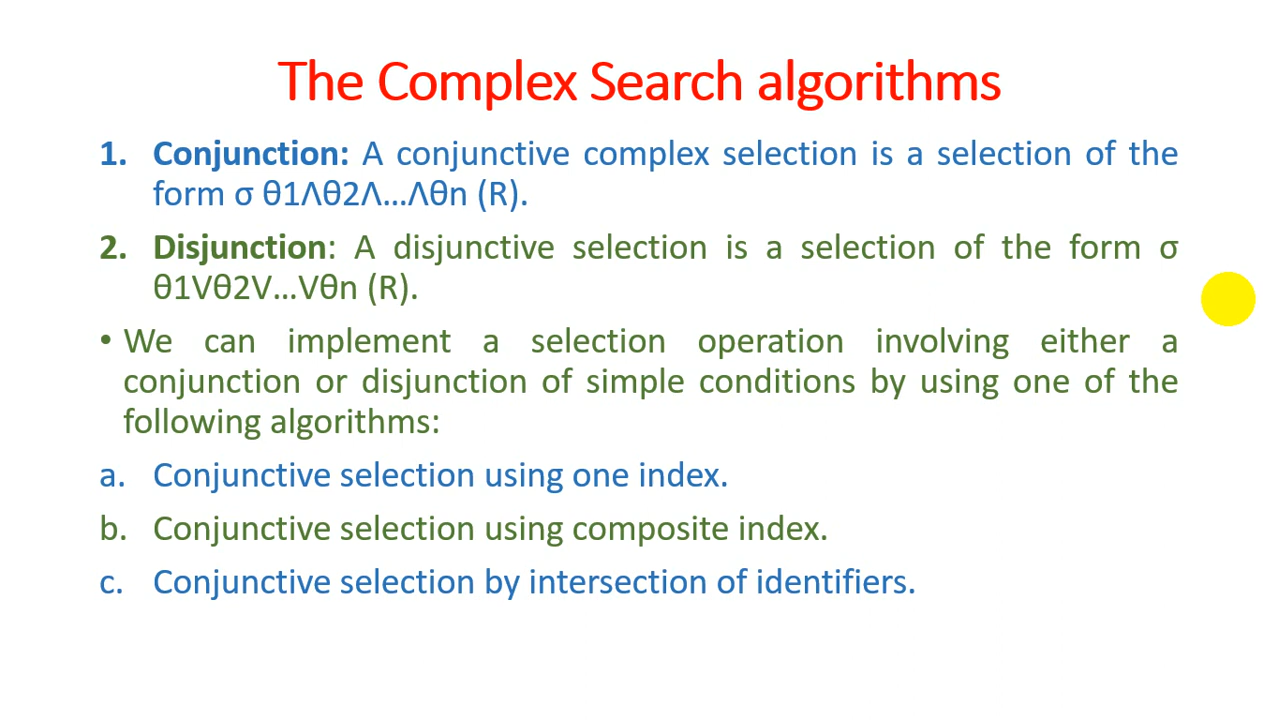 The Complex Search algorithms
1. Conjunction: A conjunctive complex selection is a selection of the
form σ θ1Λθ2Λ...Λθn (R).
2. Disjunction: A disjunctive selection is a selection of the form σ
θ1Vθ2V...Vθn (R).
• We can implement a selection operation involving either a
conjunction or disjunction of simple conditions by using one of the
following algorithms:
a. Conjunctive selection using one index.
b. Conjunctive selection using composite index.
c. Conjunctive selection by intersection of identifiers.